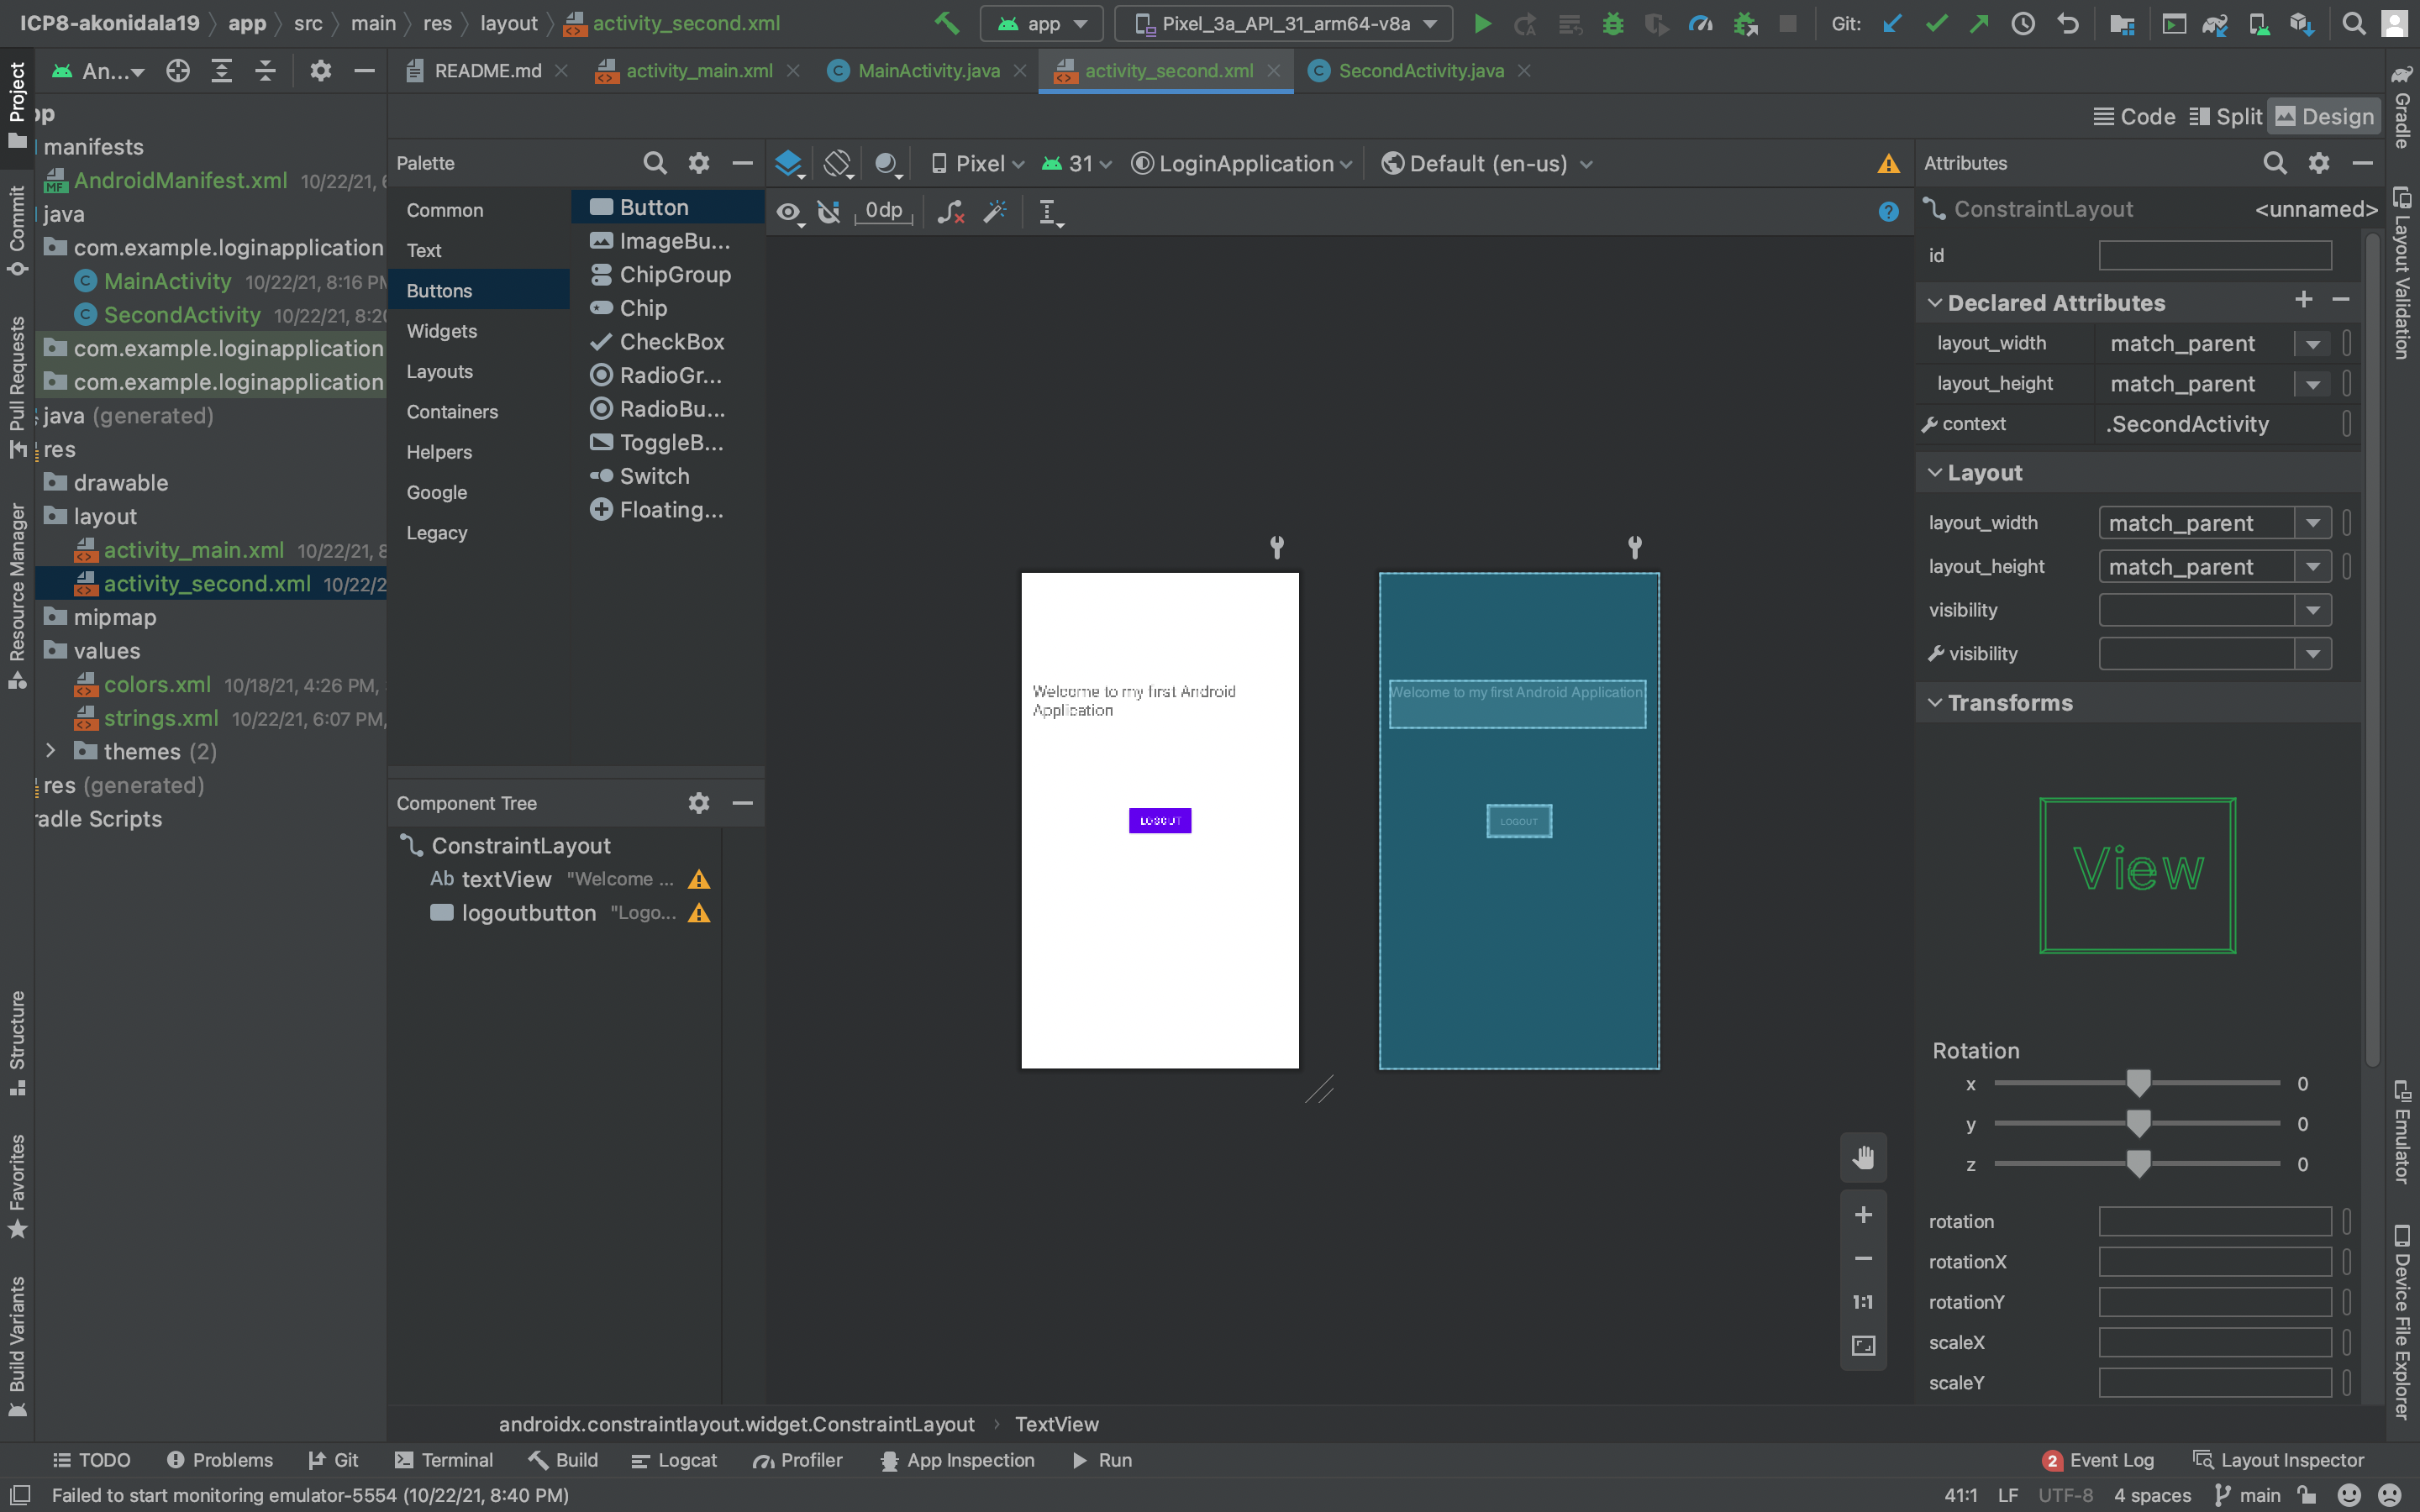 ICP8-akonidala19 app src main res layout activity_second.xml
app Pixel_3a_API_31_arm64-v8a Git:
Project
Commit
Pull Requests
Resource Manager
Structure
Favorites
Build Variants
An...
README.md activity_main.xml MainActivity.java activity_second.xml SecondActivity.java
Code Split Design
manifests
AndroidManifest.xml 10/22/21,
java
com.example.loginapplication
MainActivity 10/22/21, 8:16 PM
SecondActivity 10/22/21, 8:20
com.example.loginapplication
com.example.loginapplication
java (generated)
res
drawable
layout
activity_main.xml 10/22/21, 8
activity_second.xml 10/22/2
mipmap
values
colors.xml 10/18/21, 4:26 PM,
strings.xml 10/22/21, 6:07 PM,
themes (2)
res (generated)
radle Scripts
Palette
Common
Text
Buttons
Widgets
Layouts
Containers
Helpers
Google
Legacy
Button
ImageBu...
ChipGroup
Chip
CheckBox
RadioGr...
RadioBu...
ToggleB...
Switch
Floating...
Component Tree
ConstraintLayout
Ab textView "Welcome ...
logoutbutton "Logo...
Pixel 31 LoginApplication Default (en-us)
0dp
Welcome to my first Android
Application
LOGOUT
Welcome to my first Android Application
LOGOUT
1:1
Attributes
ConstraintLayout <unnamed>
id
Declared Attributes
layout_width match_parent
layout_height match_parent
context .SecondActivity
Layout
layout_width match_parent
layout_height match_parent
visibility
visibility
Transforms
View
Rotation
x 0
y 0
z 0
rotation
rotationX
rotationY
scaleX
scaleY
Gradle
Layout Validation
Emulator
Device File Explorer
androidx.constraintlayout.widget.ConstraintLayout TextView
TODO Problems Git Terminal Build Logcat Profiler App Inspection Run 2 Event Log Layout Inspector
Failed to start monitoring emulator-5554 (10/22/21, 8:40 PM) 41:1 LF UTF-8 4 spaces main